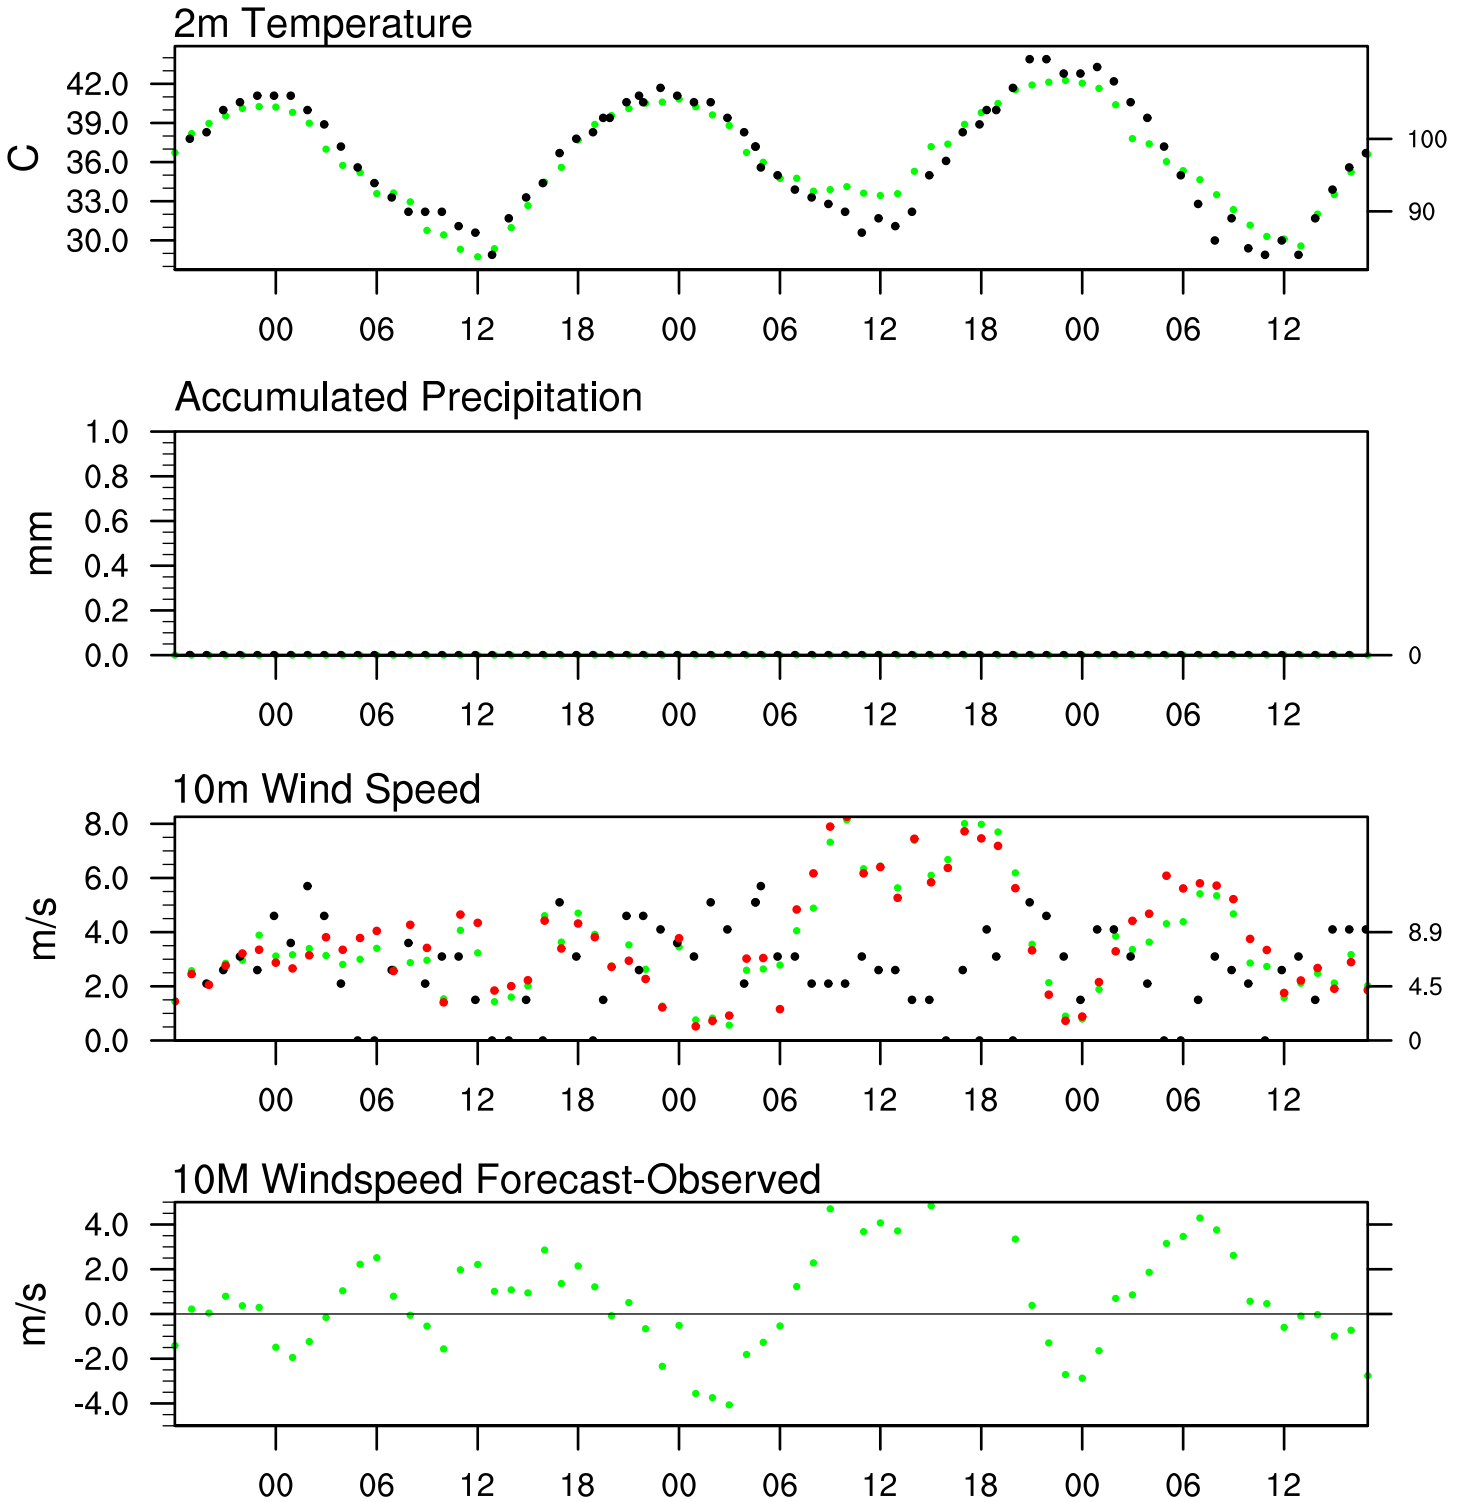 2m Temperature
C
42.0
39.0
36.0
33.0
30.0
100
90
00 06 12 18 00 06 12 18 00 06 12
Accumulated Precipitation
mm
1.0
0.8
0.6
0.4
0.2
0.0
0
00 06 12 18 00 06 12 18 00 06 12
10m Wind Speed
m/s
8.0
6.0
4.0
2.0
0.0
8.9
4.5
0
00 06 12 18 00 06 12 18 00 06 12
10M Windspeed Forecast-Observed
m/s
4.0
2.0
0.0
-2.0
-4.0
00 06 12 18 00 06 12 18 00 06 12